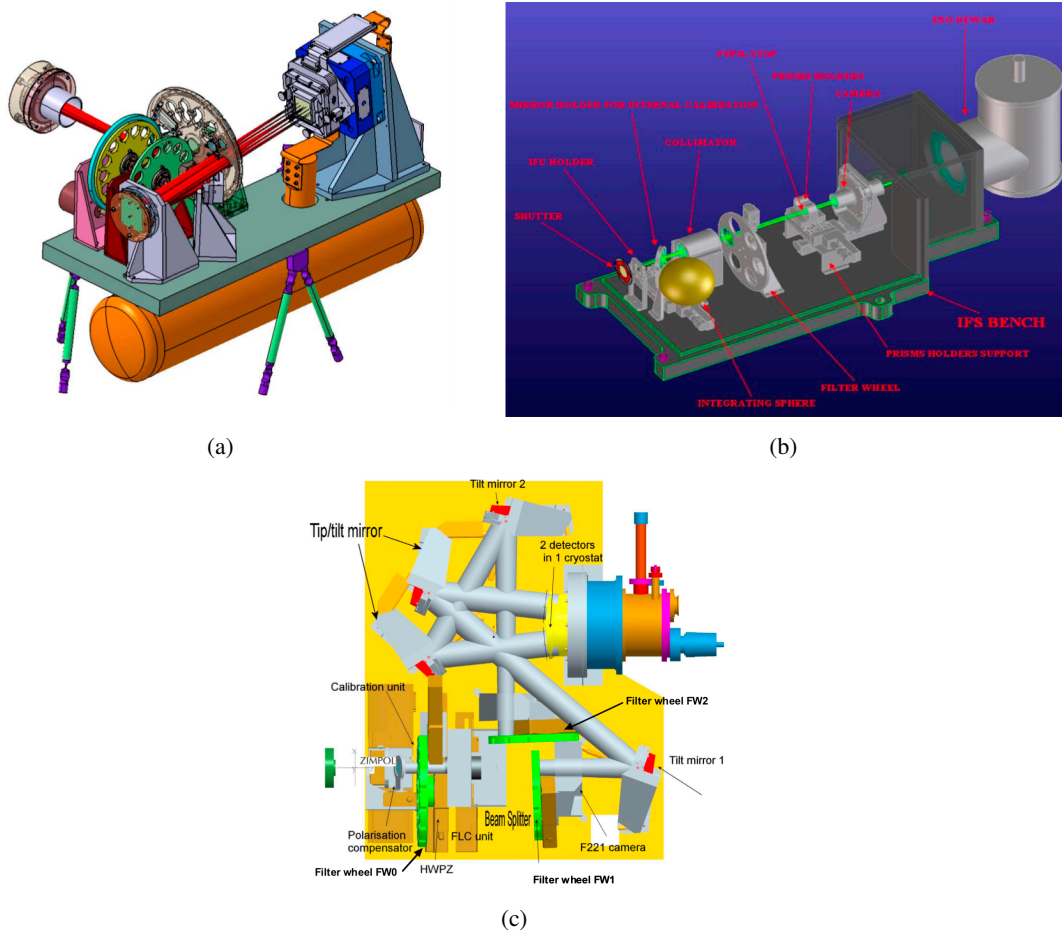 (a)
ESO DEWAR
PUPIL STOP
PRISMS HOLDERS
CAMERA
MIRROR HOLDER FOR INTERNAL CALIBRATION
COLLIMATOR
IFU HOLDER
SHUTTER
IFS BENCH
PRISMS HOLDERS SUPPORT
FILTER WHEEL
INTEGRATING SPHERE
(b)
Tilt mirror 2
Tip/tilt mirror
2 detectors
in 1 cryostat
Calibration unit
Filter wheel FW2
ZIMPOL
Tilt mirror 1
Beam Splitter
Polarisation
compensator
FLC unit
F221 camera
Filter wheel FW0
HWPZ
Filter wheel FW1
(c)